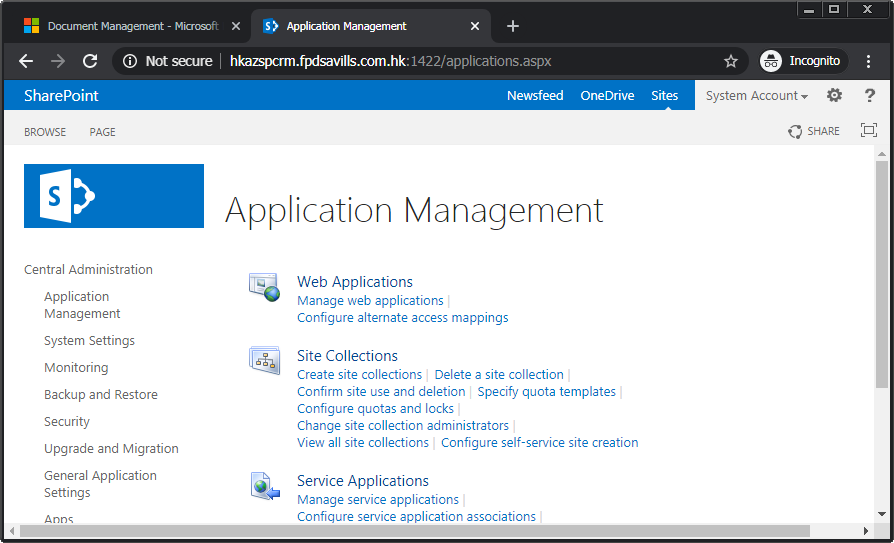 Document Management - Microsoft
Application Management
Not secure | hkazspcrm.fpdsavills.com.hk:1422/applications.aspx
Incognito
SharePoint
Newsfeed OneDrive Sites System Account ?
BROWSE PAGE SHARE
S
Application Management
Central Administration
Application
Management
System Settings
Monitoring
Backup and Restore
Security
Upgrade and Migration
General Application
Settings
Apps
Web Applications
Manage web applications |
Configure alternate access mappings
Site Collections
Create site collections | Delete a site collection |
Confirm site use and deletion | Specify quota templates |
Configure quotas and locks |
Change site collection administrators |
View all site collections | Configure self-service site creation
Service Applications
Manage service applications |
Configure service application associations |